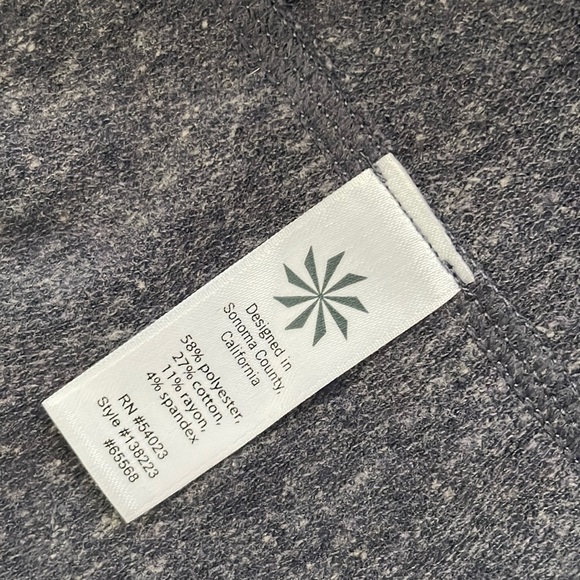 Designed in
Sonoma County,
California
58% polyester,
27% cotton,
11% rayon,
4% spandex
RN #54023
Style #138223
#65568